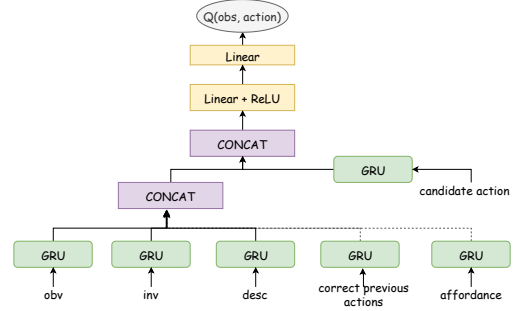 Q(obs, action)
Linear
Linear + ReLU
CONCAT
GRU
candidate action
CONCAT
GRU GRU GRU GRU GRU
obv inv desc correct previous affordance
actions